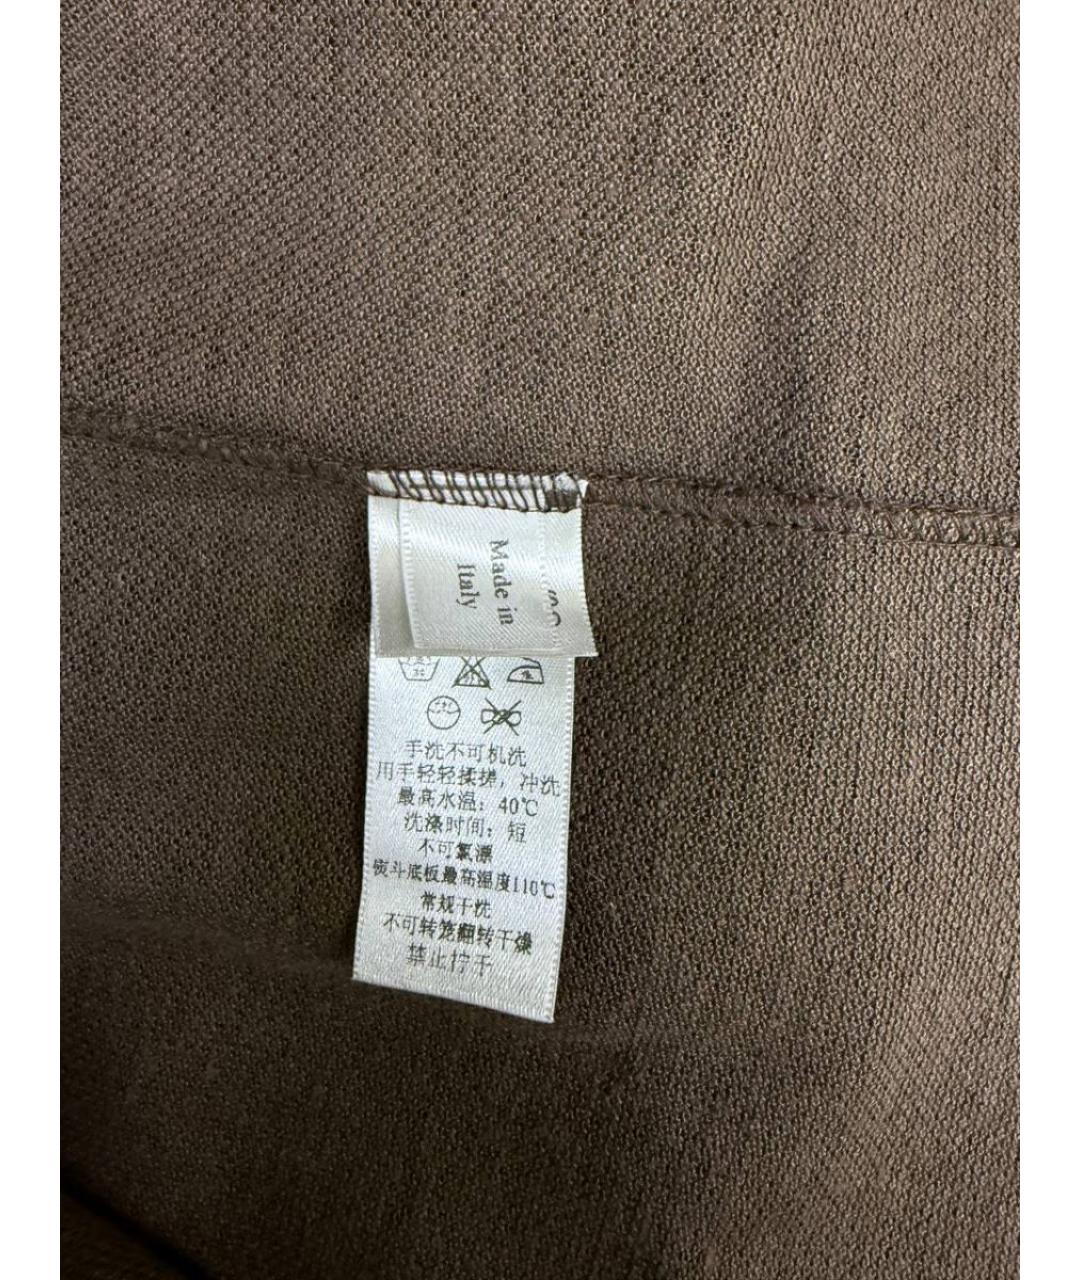 Made in
Italy
手洗不可机洗
用手轻轻揉搓，冲洗
最高水温：40℃
洗涤时间：短
不可氯漂
熨斗底板最高温度110℃
常规干洗
不可转笼翻转干燥
禁止拧干